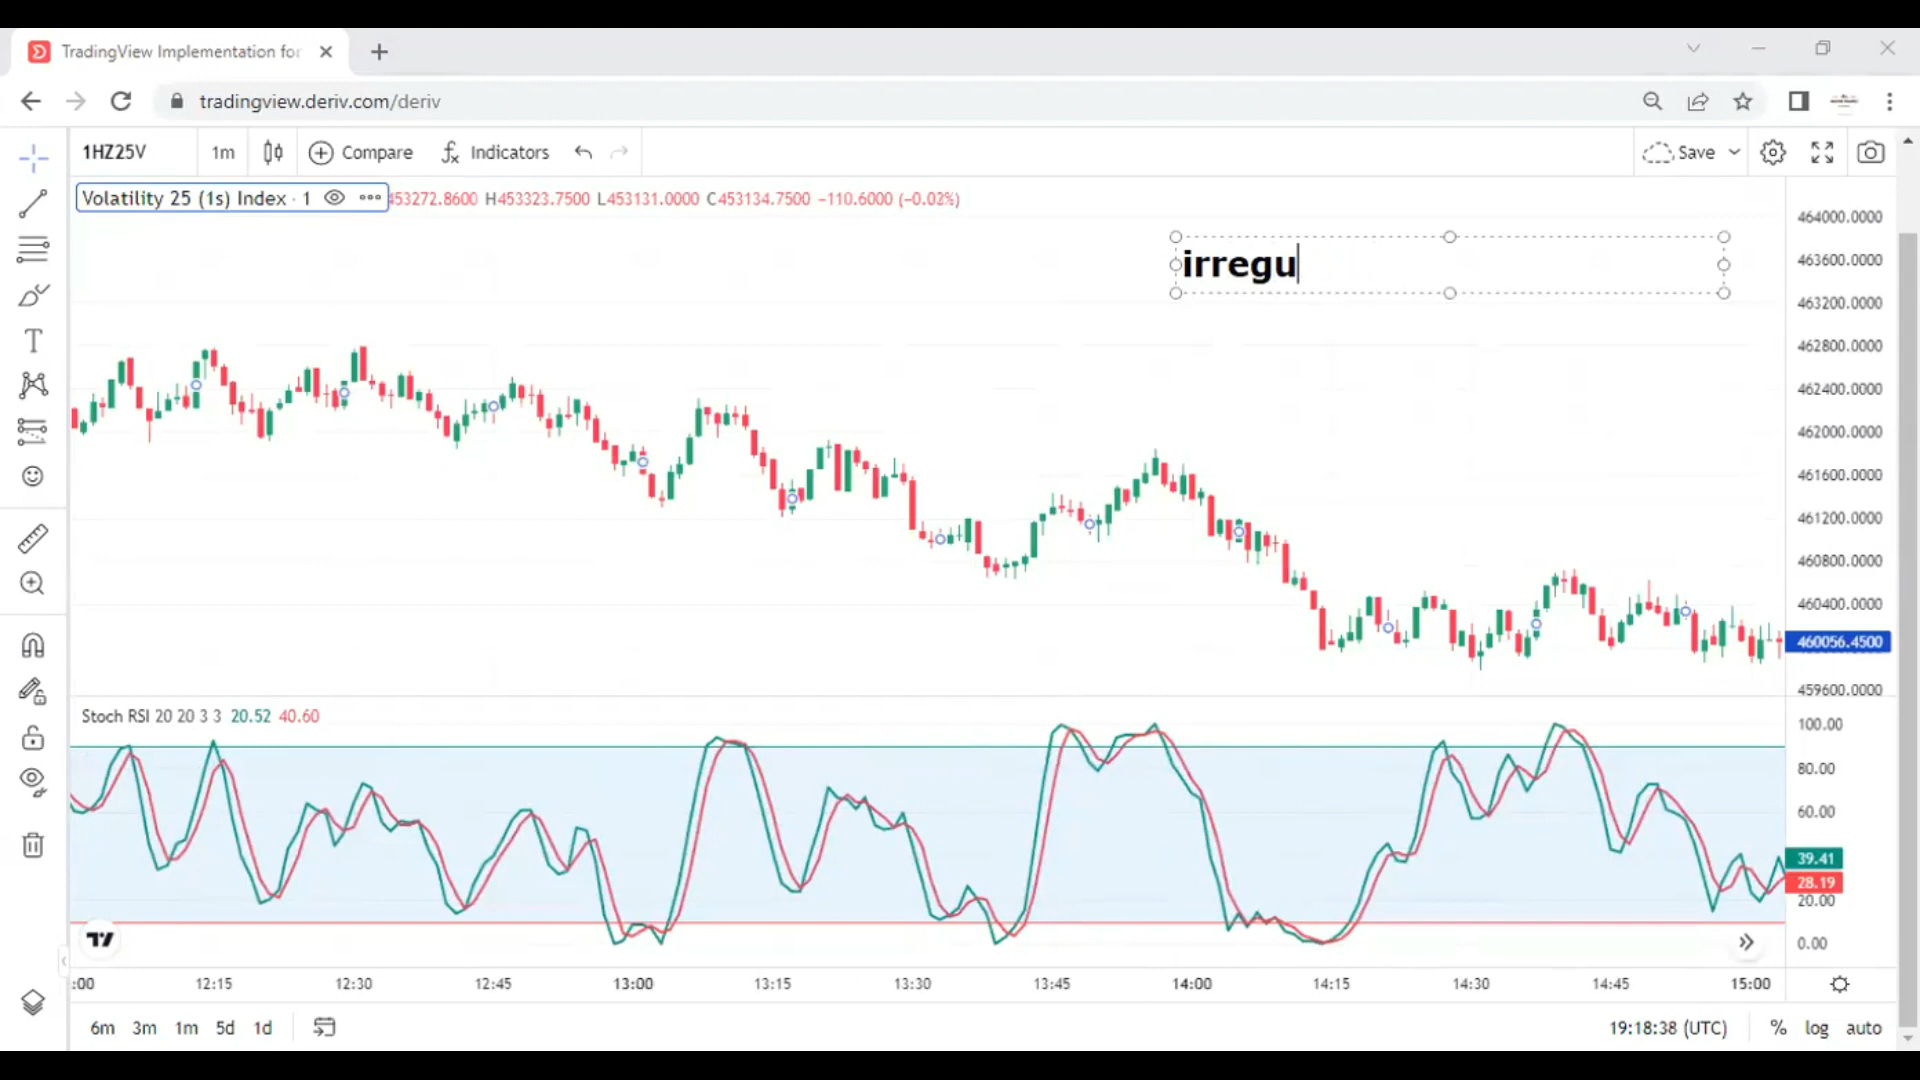 TradingView Implementation for
tradingview.deriv.com/deriv
1HZ25V 1m Compare Indicators Save
Volatility 25 (1s) Index · 1 453272.8600 H453323.7500 L453131.0000 C453134.7500 −110.6000 (−0.02%)
irregu
464000.0000
463600.0000
463200.0000
462800.0000
462400.0000
462000.0000
461600.0000
461200.0000
460800.0000
460400.0000
460056.4500
459600.0000
Stoch RSI 20 20 3 3 20.52 40.60
100.00
80.00
60.00
39.41
28.19
20.00
0.00
:00 12:15 12:30 12:45 13:00 13:15 13:30 13:45 14:00 14:15 14:30 14:45 15:00
6m 3m 1m 5d 1d 19:18:38 (UTC) % log auto